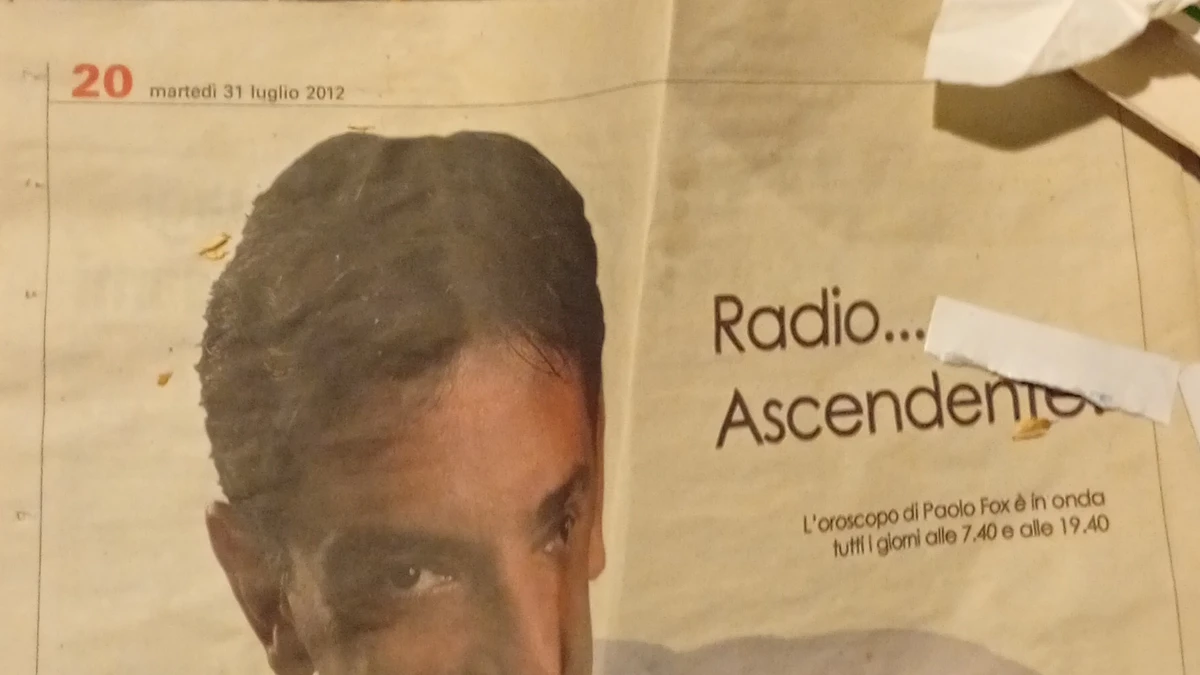 20 martedì 31 luglio 2012
Radio...
L'oroscopo di Paolo Fox è in onda
tutti i giorni alle 7.40 e alle 19.40